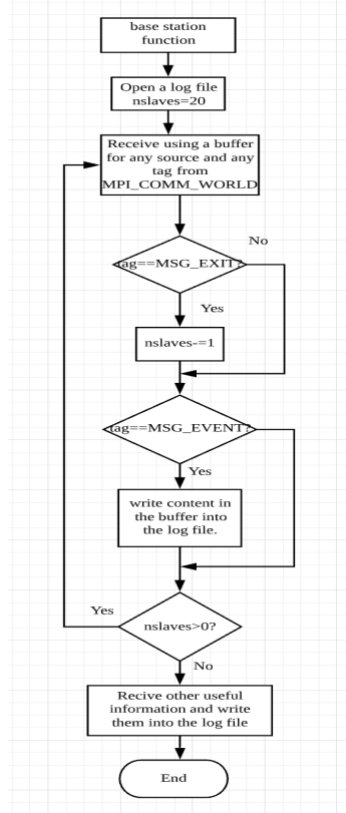 base station
function
Open a log file
nslaves=20
Receive using a buffer
for any source and any
tag from
MPI_COMM_WORLD
No
tag==MSG_EXIT?
Yes
nslaves-=1
tag==MSG_EVENT?
Yes
write content in
the buffer into
the log file.
Yes
nslaves>0?
No
Recive other useful
information and write
them into the log file
End